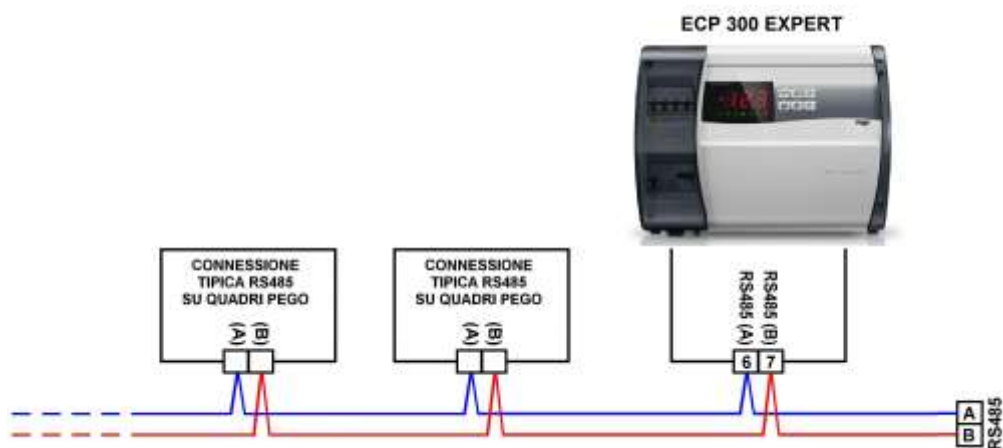 ECP 300 EXPERT
CONNESSIONE
TIPICA RS485
SU QUADRI PEGO
(A)
(B)
CONNESSIONE
TIPICA RS485
SU QUADRI PEGO
(A)
(B)
RS485 (A)
RS485 (B)
6
7
A
B
RS485